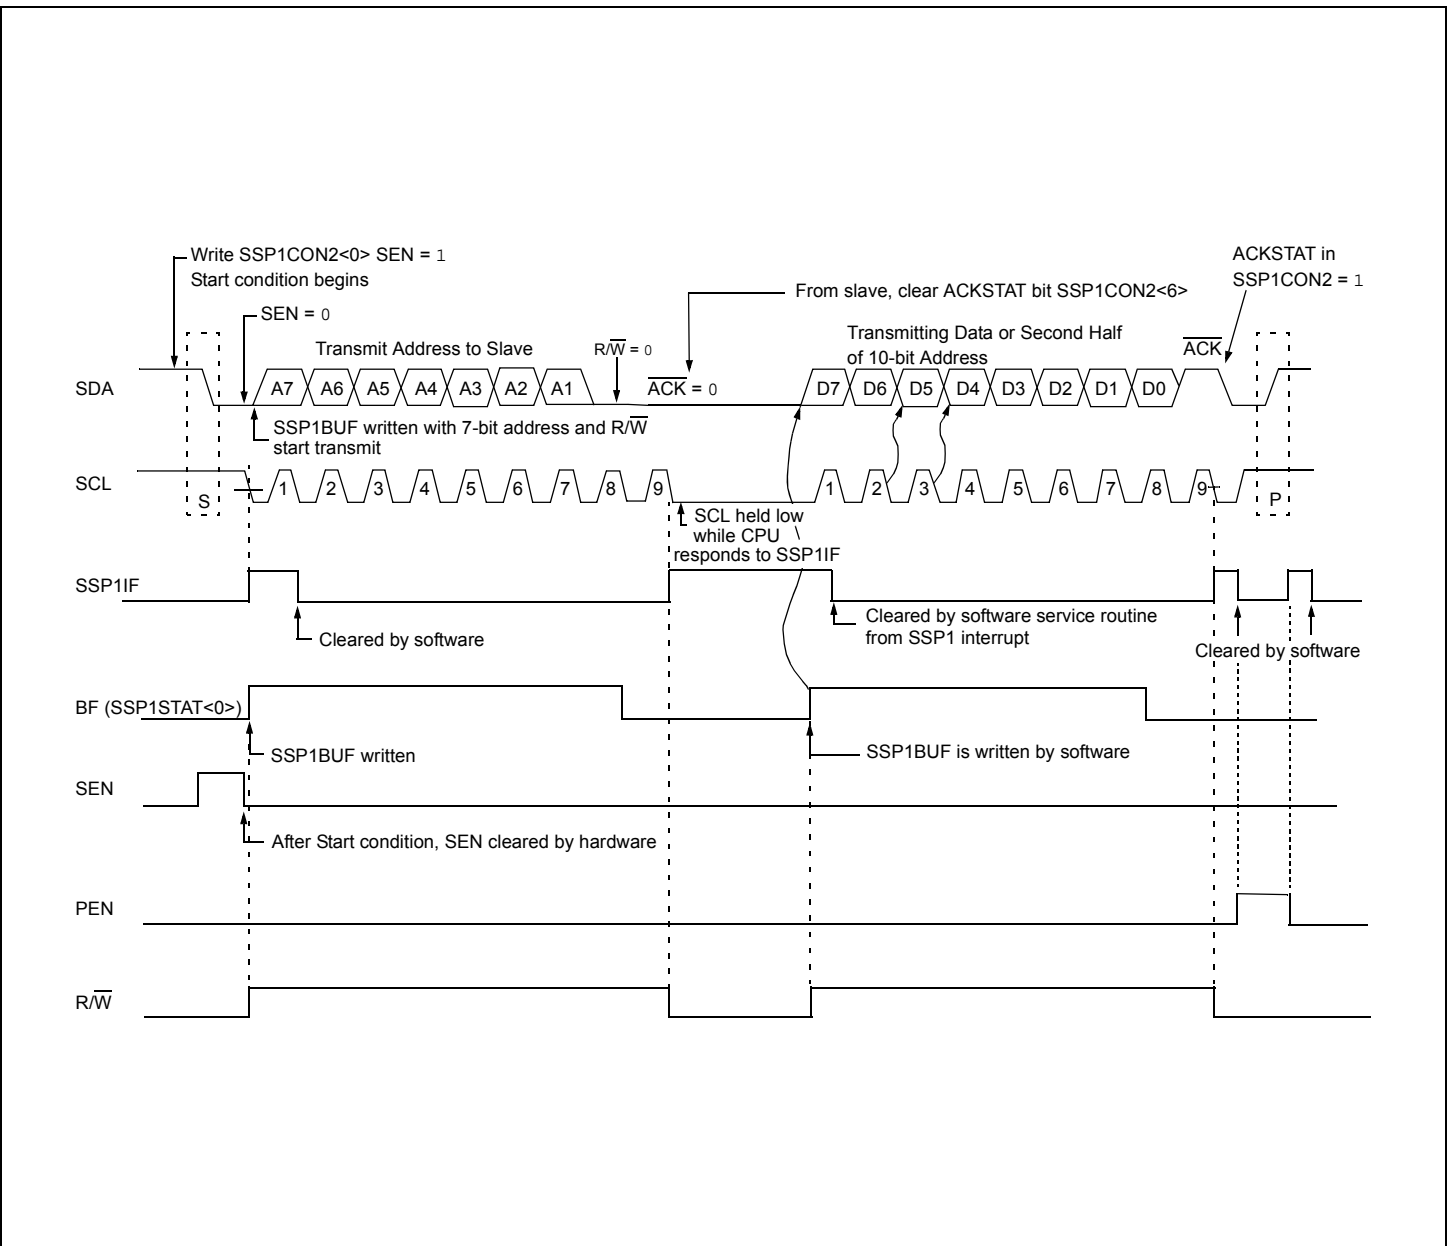 Write SSP1CON2<0> SEN = 1
Start condition begins
ACKSTAT in
SSP1CON2 = 1
From slave, clear ACKSTAT bit SSP1CON2<6>
SEN = 0
Transmitting Data or Second Half
of 10-bit Address
Transmit Address to Slave
R/W̅ = 0
A̅C̅K̅
SDA
A7 A6 A5 A4 A3 A2 A1
A̅C̅K̅ = 0
D7 D6 D5 D4 D3 D2 D1 D0
SSP1BUF written with 7-bit address and R/W̅
start transmit
SCL
S
1 2 3 4 5 6 7 8 9
1 2 3 4 5 6 7 8 9
P
SCL held low
while CPU
responds to SSP1IF
SSP1IF
Cleared by software
Cleared by software service routine
from SSP1 interrupt
Cleared by software
BF (SSP1STAT<0>)
SSP1BUF written
SSP1BUF is written by software
SEN
After Start condition, SEN cleared by hardware
PEN
R/W̅